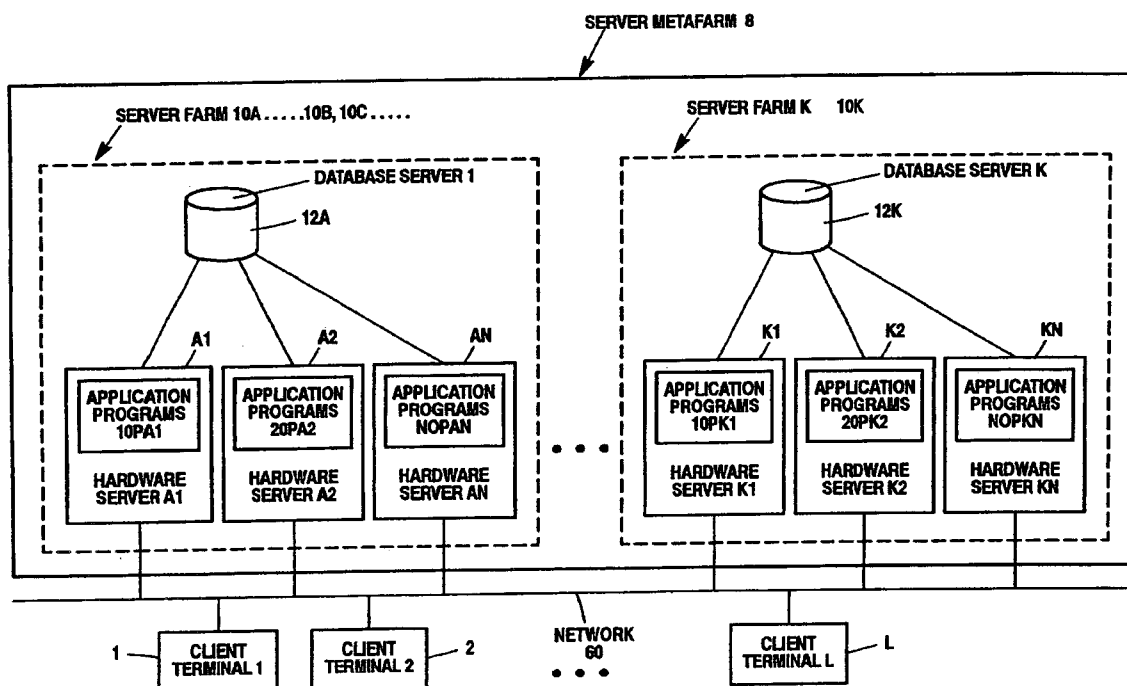 SERVER METAFARM 8
SERVER FARM 10A.....10B, 10C.....
SERVER FARM K 10K
DATABASE SERVER 1
12A
DATABASE SERVER K
12K
A1
A2
AN
K1
K2
KN
APPLICATION
PROGRAMS
10PA1
HARDWARE
SERVER A1
APPLICATION
PROGRAMS
20PA2
HARDWARE
SERVER A2
APPLICATION
PROGRAMS
NOPAN
HARDWARE
SERVER AN
APPLICATION
PROGRAMS
10PK1
HARDWARE
SERVER K1
APPLICATION
PROGRAMS
20PK2
HARDWARE
SERVER K2
APPLICATION
PROGRAMS
NOPKN
HARDWARE
SERVER KN
1
CLIENT
TERMINAL 1
CLIENT
TERMINAL 2
2
NETWORK
60
CLIENT
TERMINAL L
L